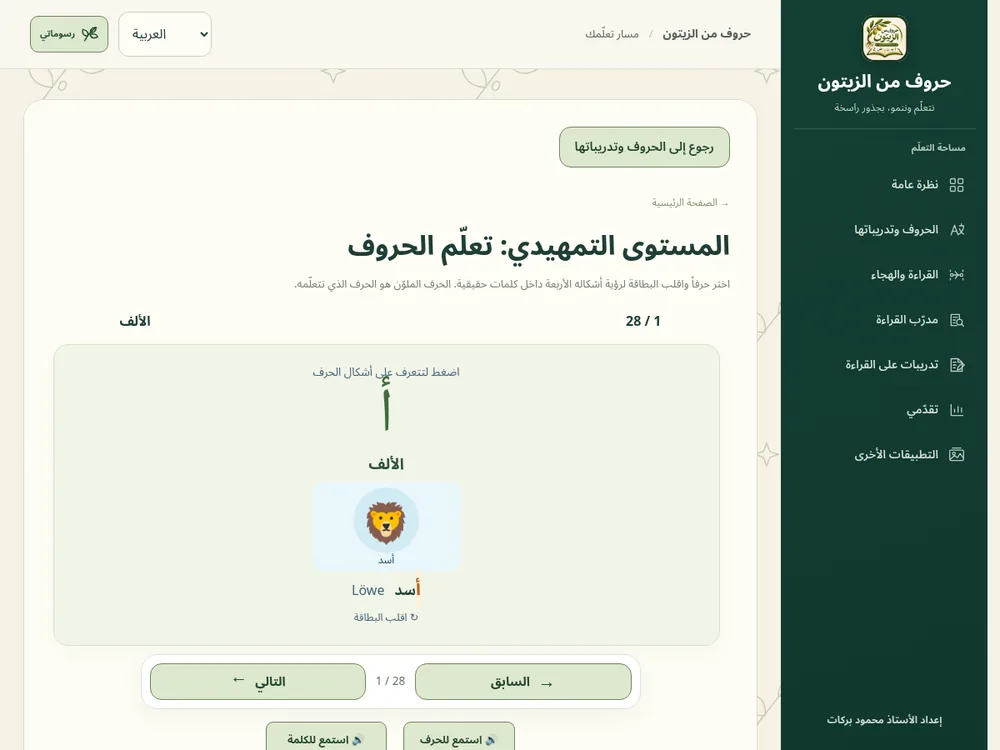 حروف من الزيتون
نتعلّم وننمو، بجذور راسخة
مساحة التعلّم
نظرة عامة
الحروف وتدريباتها
القراءة والهجاء
مدرّب القراءة
تدريبات على القراءة
تقدّمي
التطبيقات الأخرى
إعداد الأستاذ محمود بركات
حروف من الزيتون / مسار تعلّمك
العربية
رسوماتي
رجوع إلى الحروف وتدريباتها
→ الصفحة الرئيسية
المستوى التمهيدي: تعلّم الحروف
اختر حرفاً واقلب البطاقة لرؤية أشكاله الأربعة داخل كلمات حقيقية. الحرف الملوّن هو الحرف الذي تتعلمه.
1 / 28
الألف
اضغط لتتعرف على أشكال الحرف
أ
الألف
أسد
أسد Löwe
↻ اقلب البطاقة
→ السابق
1 / 28
التالي ←
🔊 استمع للحرف
🔊 استمع للكلمة